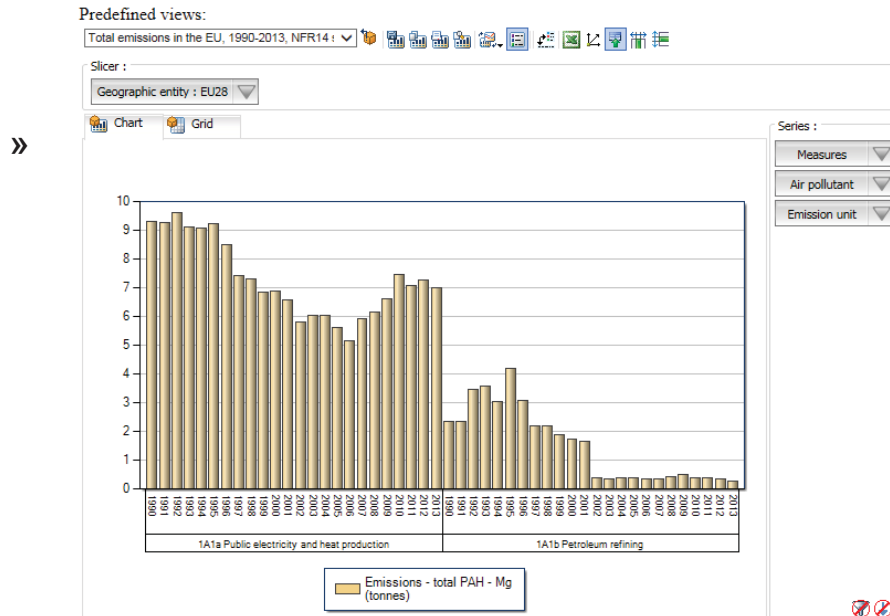 Predefined views:
Total emissions in the EU, 1990-2013, NFR14 s
Slicer :
Geographic entity : EU28
»
Chart
Grid
Series :
Measures
Air pollutant
Emission unit
10
9
8
7
6
5
4
3
2
1
0
1990 1991 1992 1993 1994 1995 1996 1997 1998 1999 2000 2001 2002 2003 2004 2005 2006 2007 2008 2009 2010 2011 2012 2013 1990 1991 1992 1993 1994 1995 1996 1997 1998 1999 2000 2001 2002 2003 2004 2005 2006 2007 2008 2009 2010 2011 2012 2013
1A1a Public electricity and heat production 1A1b Petroleum refining
Emissions - total PAH - Mg
(tonnes)